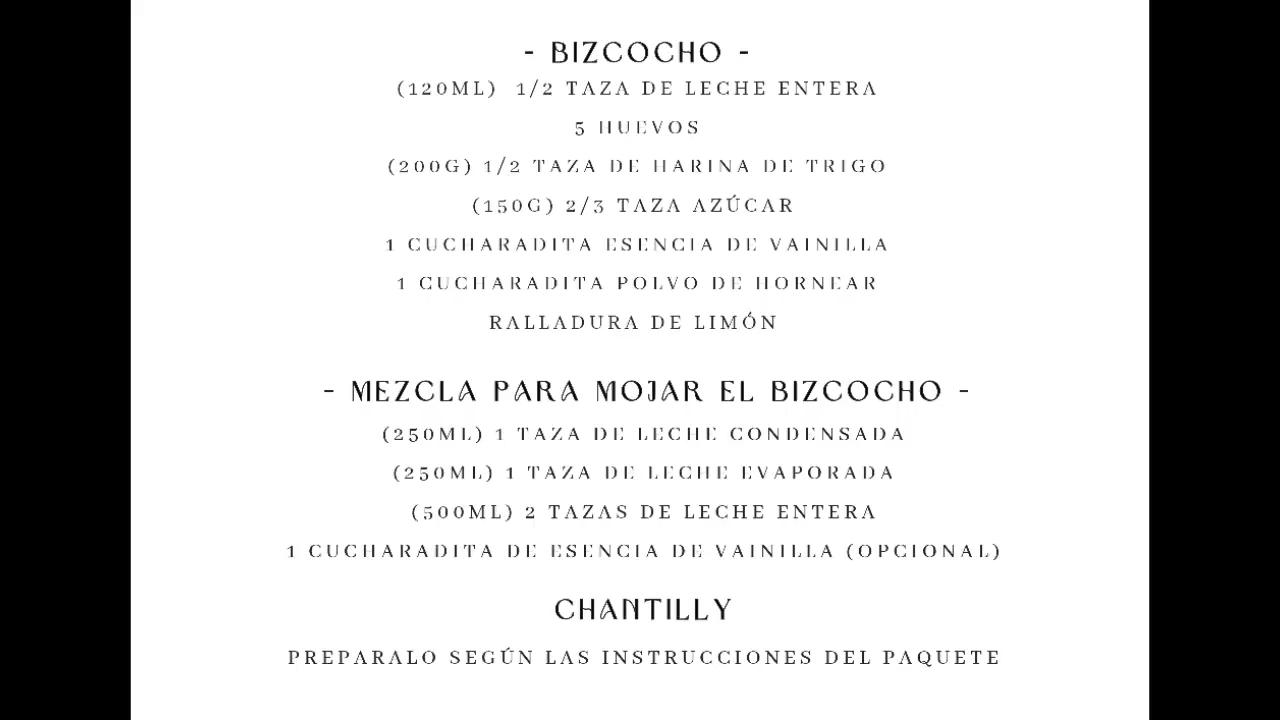 - BIZCOCHO -
(120ML) 1/2 TAZA DE LECHE ENTERA
5 HUEVOS
(200G) 1/2 TAZA DE HARINA DE TRIGO
(150G) 2/3 TAZA AZÚCAR
1 CUCHARADITA ESENCIA DE VAINILLA
1 CUCHARADITA POLVO DE HORNEAR
RALLADURA DE LIMÓN
- MEZCLA PARA MOJAR EL BIZCOCHO -
(250ML) 1 TAZA DE LECHE CONDENSADA
(250ML) 1 TAZA DE LECHE EVAPORADA
(500ML) 2 TAZAS DE LECHE ENTERA
1 CUCHARADITA DE ESENCIA DE VAINILLA (OPCIONAL)
CHANTILLY
PREPARALO SEGÚN LAS INSTRUCCIONES DEL PAQUETE